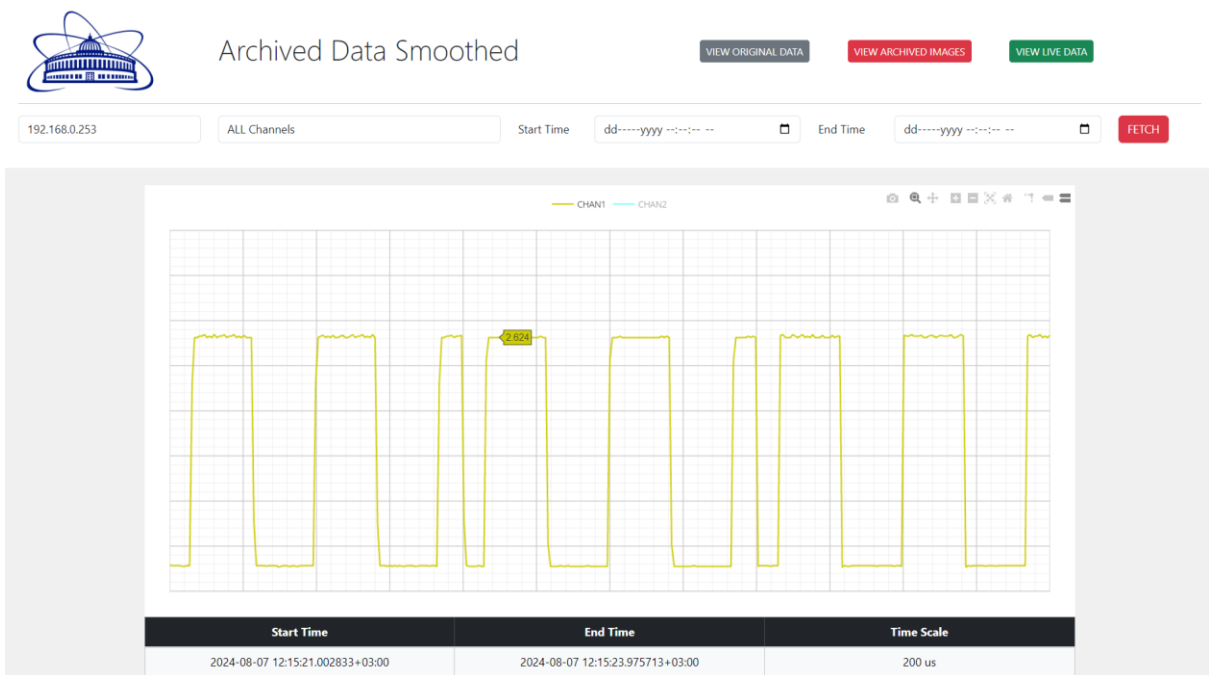 Archived Data Smoothed
VIEW ORIGINAL DATA
VIEW ARCHIVED IMAGES
VIEW LIVE DATA
192.168.0.253
ALL Channels
Start Time
dd-----yyyy --:--:-- --
End Time
dd-----yyyy --:--:-- --
FETCH
CHAN1
CHAN2
2.624
Start Time End Time Time Scale
2024-08-07 12:15:21.002833+03:00 2024-08-07 12:15:23.975713+03:00 200 us